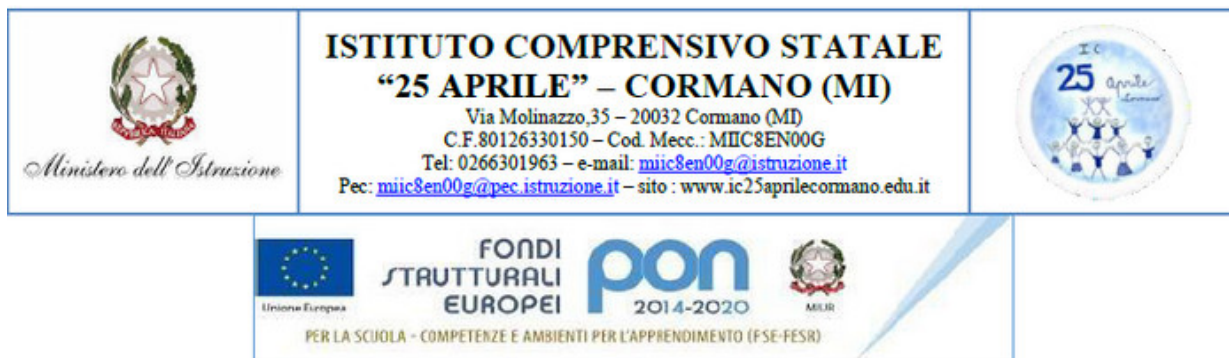 REPVBBLICA ITALIANA
Ministero dell'Istruzione
ISTITUTO COMPRENSIVO STATALE
“25 APRILE” – CORMANO (MI)
Via Molinazzo,35 – 20032 Cormano (MI)
C.F.80126330150 – Cod. Mecc.: MIIC8EN00G
Tel: 0266301963 – e-mail: miic8en00g@istruzione.it
Pec: miic8en00g@pec.istruzione.it – sito : www.ic25aprilecormano.edu.it
I C
25 Aprile
Cormano
Unione Europea
FONDI
STRUTTURALI
EUROPEI
pon
2014-2020
MIUR
PER LA SCUOLA - COMPETENZE E AMBIENTI PER L'APPRENDIMENTO (FSE-FESR)